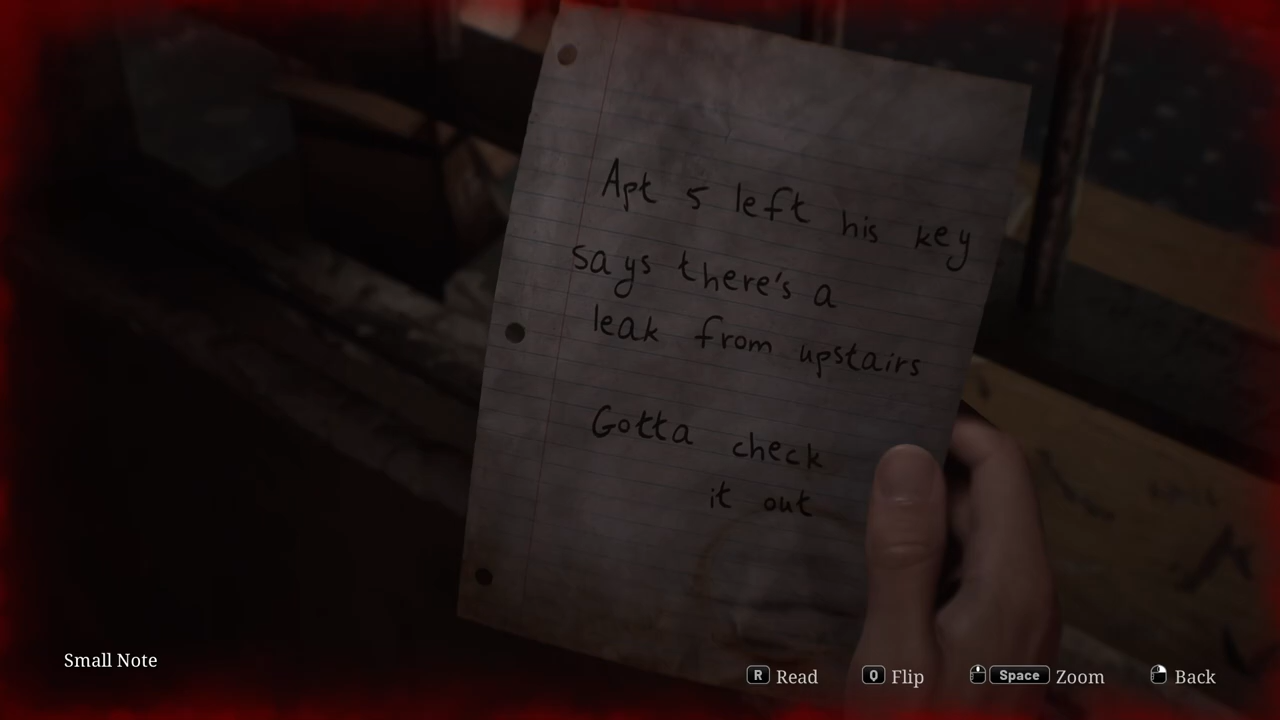 Apt 5 left his key
says there's a
leak from upstairs
Gotta check
it out
Small Note
R Read
Q Flip
Space Zoom
Back